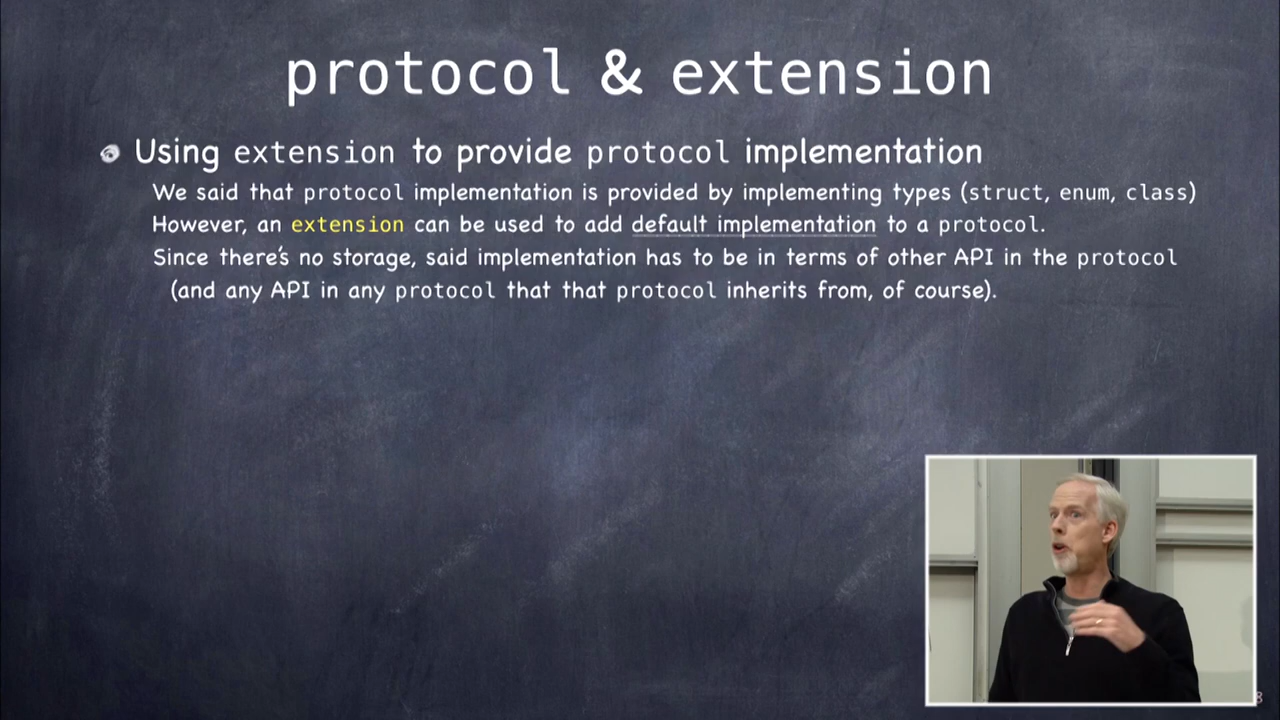 protocol & extension
Using extension to provide protocol implementation
We said that protocol implementation is provided by implementing types (struct, enum, class)
However, an extension can be used to add default implementation to a protocol.
Since there's no storage, said implementation has to be in terms of other API in the protocol
(and any API in any protocol that that protocol inherits from, of course).